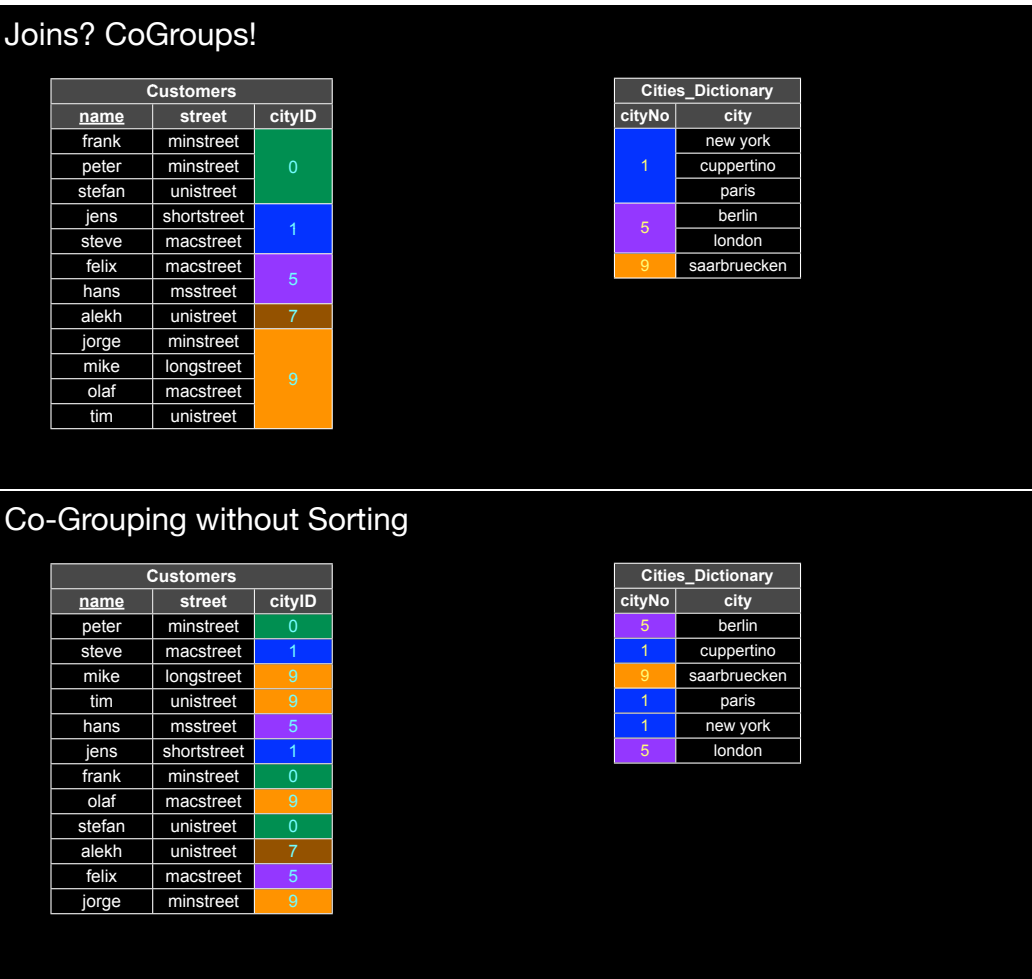 Joins? CoGroups!
Customers
name street cityID
frank minstreet
peter minstreet 0
stefan unistreet
jens shortstreet 1
steve macstreet
felix macstreet 5
hans msstreet
alekh unistreet 7
jorge minstreet
mike longstreet 9
olaf macstreet
tim unistreet
Cities_Dictionary
cityNo city
new york
1 cuppertino
paris
5 berlin
london
9 saarbruecken
Co-Grouping without Sorting
Customers
name street cityID
peter minstreet 0
steve macstreet 1
mike longstreet 9
tim unistreet 9
hans msstreet 5
jens shortstreet 1
frank minstreet 0
olaf macstreet 9
stefan unistreet 0
alekh unistreet 7
felix macstreet 5
jorge minstreet 9
Cities_Dictionary
cityNo city
5 berlin
1 cuppertino
9 saarbruecken
1 paris
1 new york
5 london